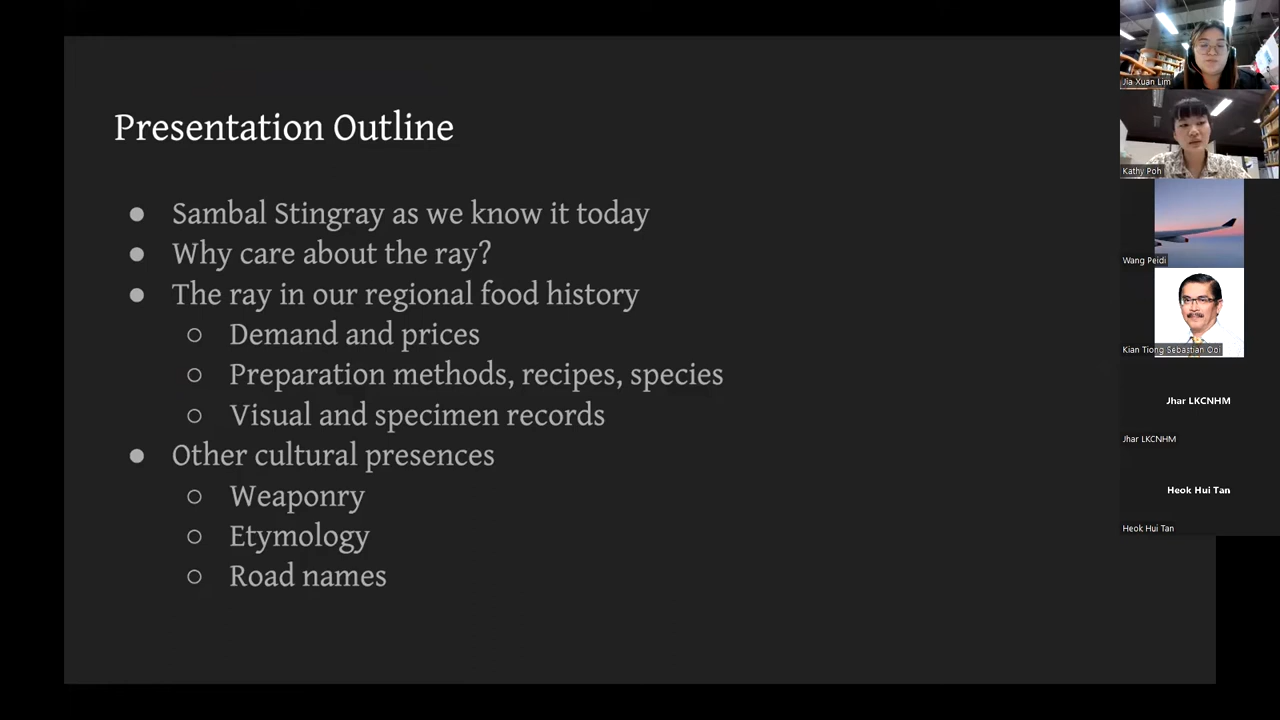 Presentation Outline
● Sambal Stingray as we know it today
● Why care about the ray?
● The ray in our regional food history
○ Demand and prices
○ Preparation methods, recipes, species
○ Visual and specimen records
● Other cultural presences
○ Weaponry
○ Etymology
○ Road names
Jia Xuan Lim
Kathy Poh
Wang Peidi
Kian Tiong Sebastian Ooi
Jhar LKCNHM
Jhar LKCNHM
Heok Hui Tan
Heok Hui Tan